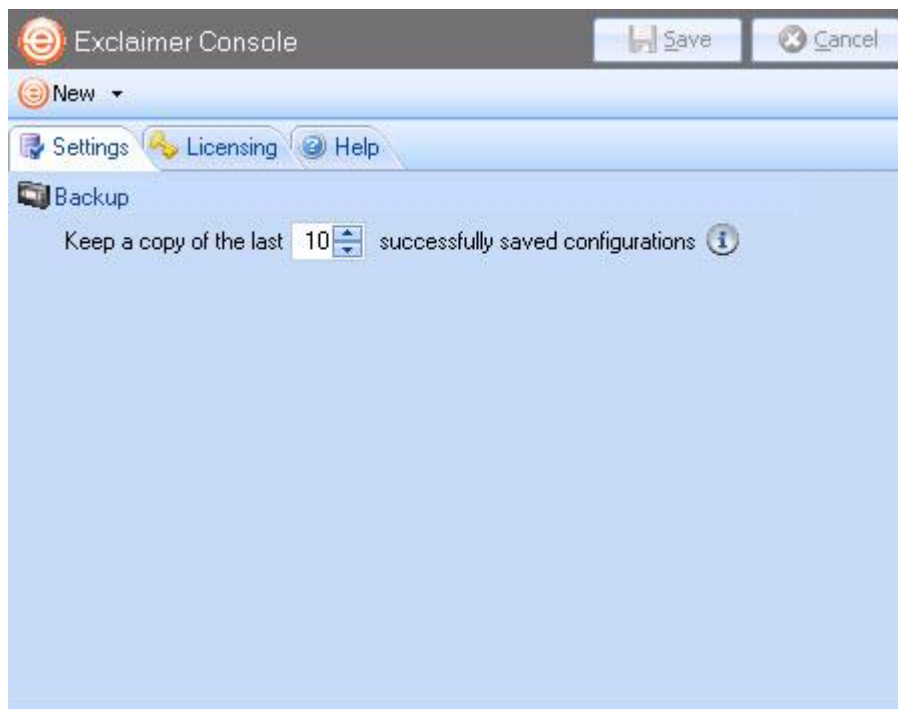 Exclaimer Console Save Cancel
New
Settings Licensing Help
Backup
Keep a copy of the last 10 successfully saved configurations